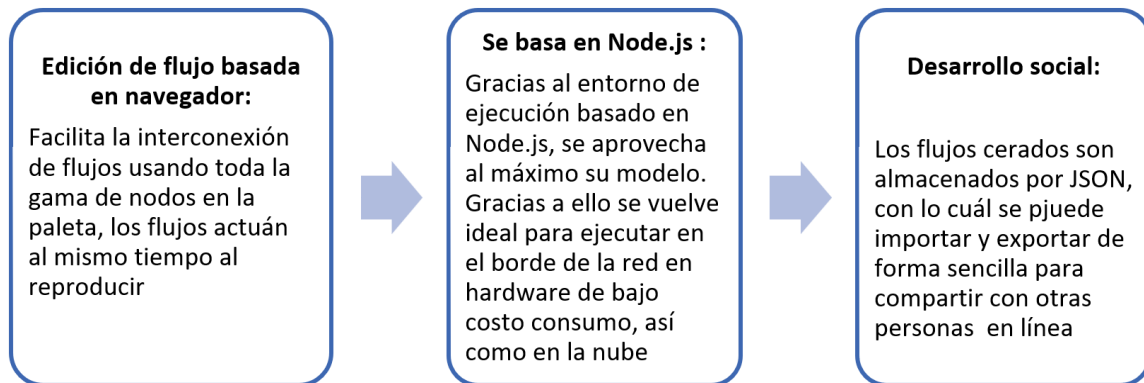 Edición de flujo basada
en navegador:
Facilita la interconexión
de flujos usando toda la
gama de nodos en la
paleta, los flujos actuán
al mismo tiempo al
reproducir
Se basa en Node.js :
Gracias al entorno de
ejecución basado en
Node.js, se aprovecha
al máximo su modelo.
Gracias a ello se vuelve
ideal para ejecutar en
el borde de la red en
hardware de bajo
costo consumo, así
como en la nube
Desarrollo social:
Los flujos cerados son
almacenados por JSON,
con lo cuál se pjuede
importar y exportar de
forma sencilla para
compartir con otras
personas  en línea